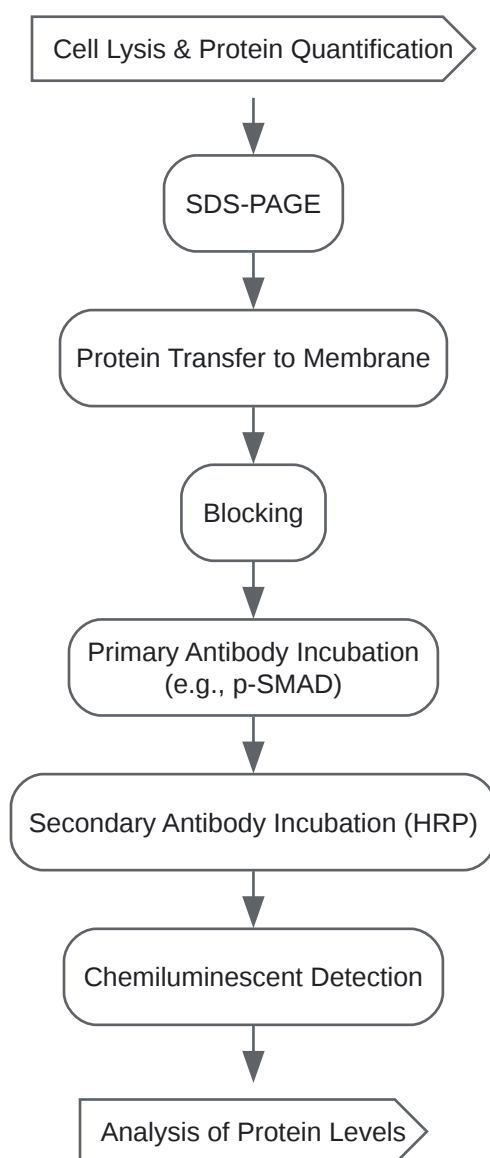 Cell Lysis & Protein Quantification
SDS-PAGE
Protein Transfer to Membrane
Blocking
Primary Antibody Incubation
(e.g., p-SMAD)
Secondary Antibody Incubation (HRP)
Chemiluminescent Detection
Analysis of Protein Levels